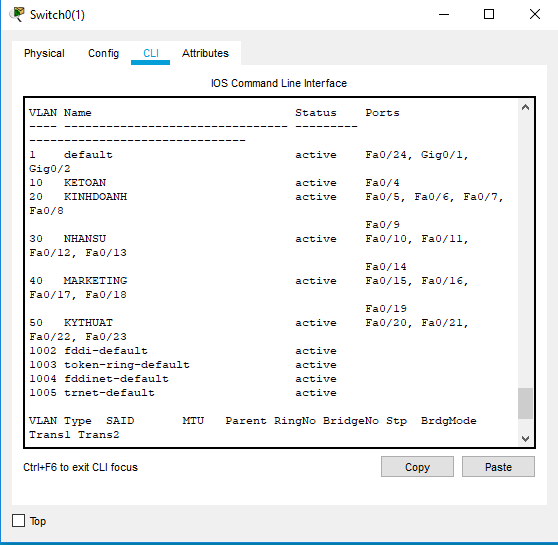 Switch0(1)
Physical Config CLI Attributes
IOS Command Line Interface
VLAN Name Status Ports
---- -------------------------------- ---------
-------------------------------
1 default active Fa0/24, Gig0/1,
Gig0/2
10 KETOAN active Fa0/4
20 KINHDOANH active Fa0/5, Fa0/6, Fa0/7,
Fa0/8
Fa0/9
30 NHANSU active Fa0/10, Fa0/11,
Fa0/12, Fa0/13
Fa0/14
40 MARKETING active Fa0/15, Fa0/16,
Fa0/17, Fa0/18
Fa0/19
50 KYTHUAT active Fa0/20, Fa0/21,
Fa0/22, Fa0/23
1002 fddi-default active
1003 token-ring-default active
1004 fddinet-default active
1005 trnet-default active
VLAN Type SAID MTU Parent RingNo BridgeNo Stp BrdgMode
Trans1 Trans2
Ctrl+F6 to exit CLI focus
Copy Paste
Top